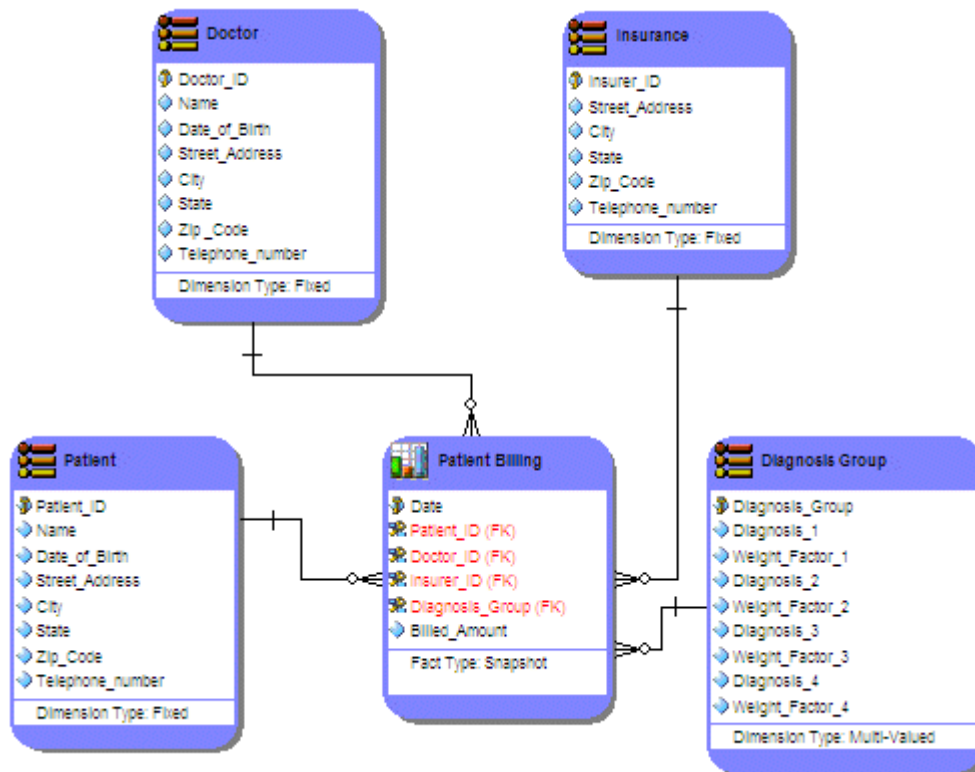 Doctor
Doctor_ID
Name
Date_of_Birth
Street_Address
City
State
Zip _Code
Telephone_number
Dimension Type: Fixed
Insurance
Insurer_ID
Street_Address
City
State
Zip_Code
Telephone_number
Dimension Type: Fixed
Patient
Patient_ID
Name
Date_of_Birth
Street_Address
City
State
Zip_Code
Telephone_number
Dimension Type: Fixed
Patient Billing
Date
Patient_ID (FK)
Doctor_ID (FK)
Insurer_ID (FK)
Diagnosis_Group (FK)
Billed_Amount
Fact Type: Snapshot
Diagnosis Group
Diagnosis_Group
Diagnosis_1
Weight_Factor_1
Diagnosis_2
Weight_Factor_2
Diagnosis_3
Weight_Factor_3
Diagnosis_4
Weight_Factor_4
Dimension Type: Multi-Valued